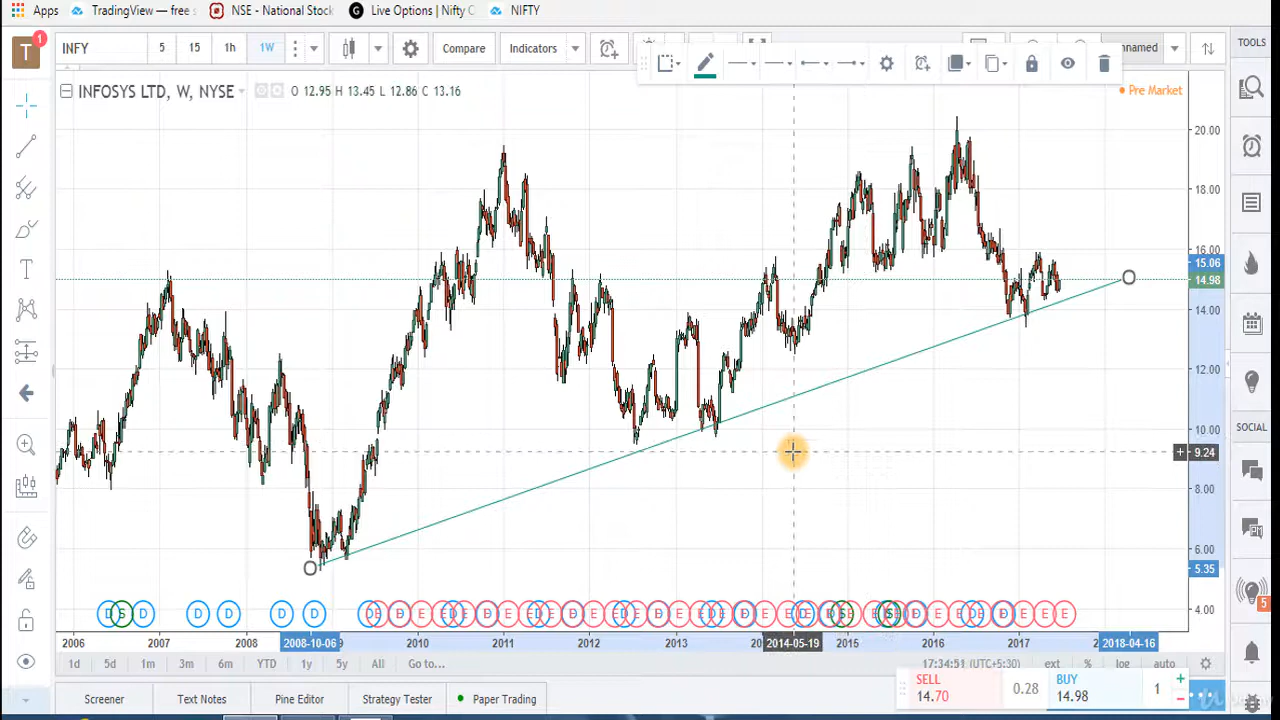 Apps TradingView — free s NSE - National Stock Live Options | Nifty C NIFTY
T 1 INFY 5 15 1h 1W Compare Indicators nnamed TOOLS
INFOSYS LTD, W, NYSE O 12.95 H 13.45 L 12.86 C 13.16 Pre Market
20.00
18.00
16.00
15.06
14.98
14.00
12.00
10.00
+ 9.24
8.00
6.00
5.35
4.00
SOCIAL
2006 2007 2008 2008-10-06 2010 2011 2012 2013 2014-05-19 2015 2016 2017 2018-04-16
1d 5d 1m 3m 6m YTD 1y 5y All Go to... 17:34:51 (UTC+5:30) ext % log auto
SELL
14.70
0.28
BUY
14.98
1
5
Screener Text Notes Pine Editor Strategy Tester Paper Trading